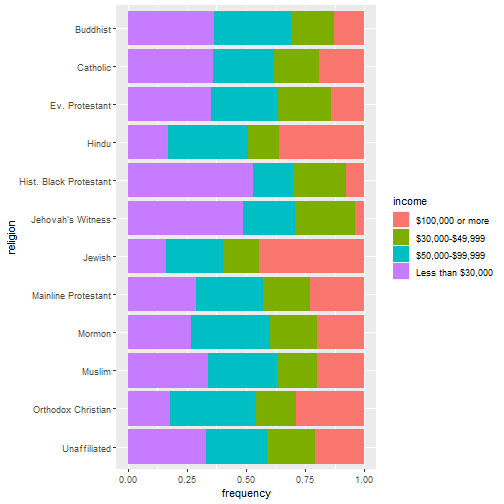 Buddhist
Catholic
Ev. Protestant
Hindu
Hist. Black Protestant
Jehovah's Witness
Jewish
Mainline Protestant
Mormon
Muslim
Orthodox Christian
Unaffiliated
religion
0.00 0.25 0.50 0.75 1.00
frequency
income
$100,000 or more
$30,000-$49,999
$50,000-$99,999
Less than $30,000